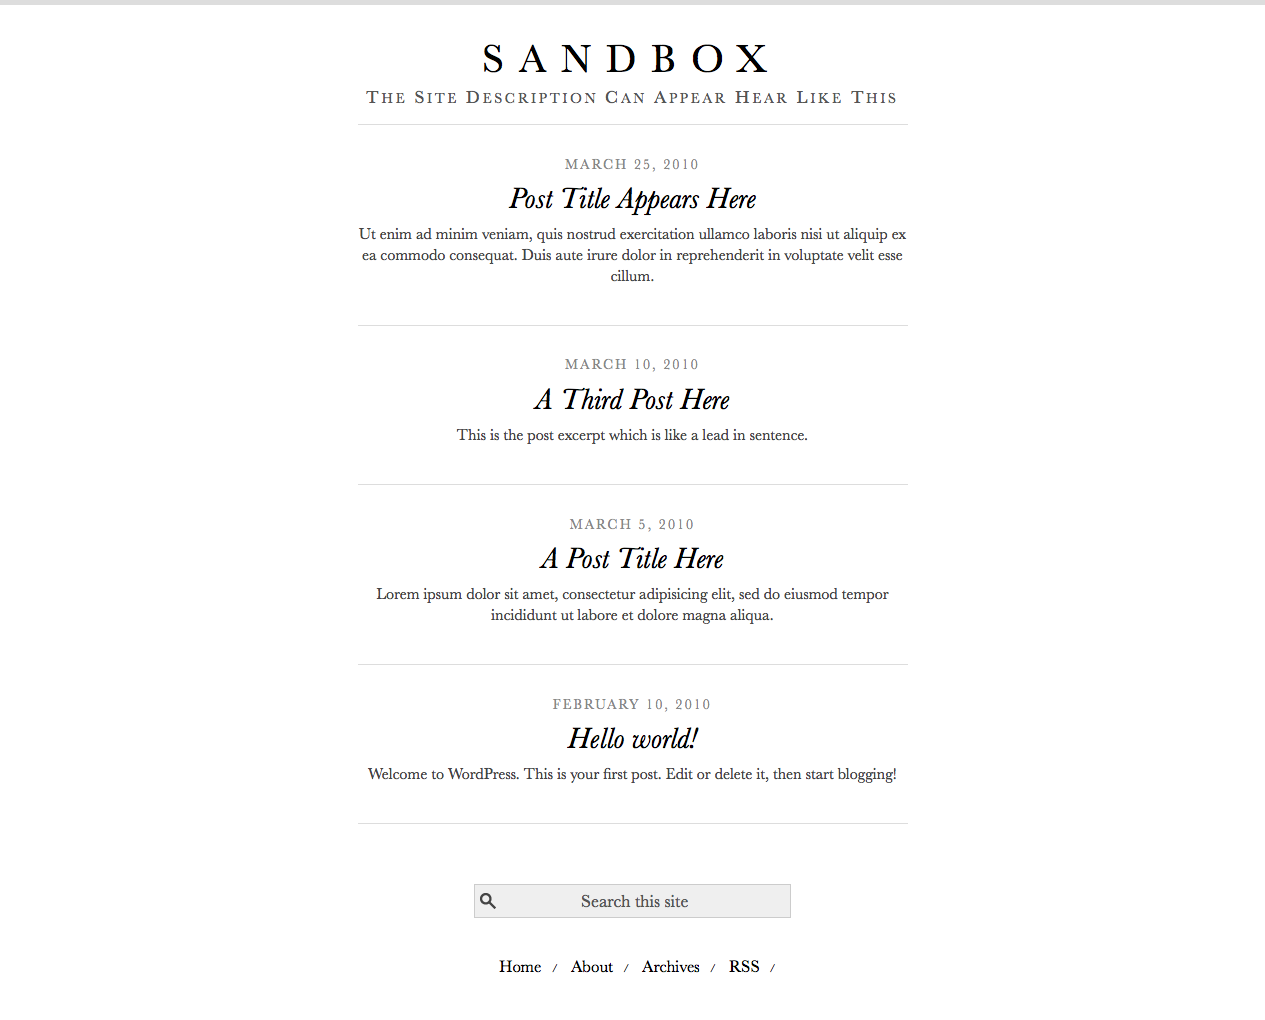 SANDBOX
The Site Description Can Appear Hear Like This
MARCH 25, 2010
Post Title Appears Here
Ut enim ad minim veniam, quis nostrud exercitation ullamco laboris nisi ut aliquip ex
ea commodo consequat. Duis aute irure dolor in reprehenderit in voluptate velit esse
cillum.
MARCH 10, 2010
A Third Post Here
This is the post excerpt which is like a lead in sentence.
MARCH 5, 2010
A Post Title Here
Lorem ipsum dolor sit amet, consectetur adipisicing elit, sed do eiusmod tempor
incididunt ut labore et dolore magna aliqua.
FEBRUARY 10, 2010
Hello world!
Welcome to WordPress. This is your first post. Edit or delete it, then start blogging!
Search this site
Home / About / Archives / RSS /